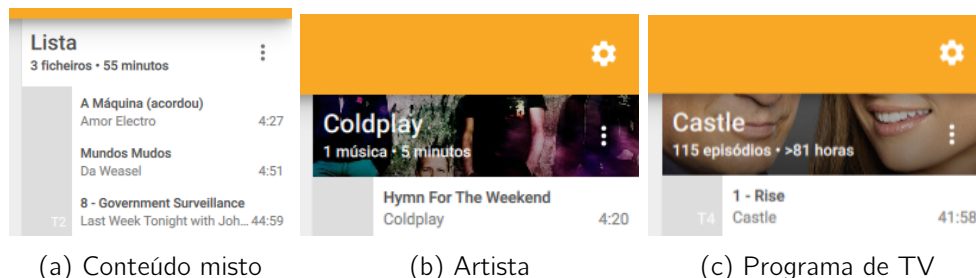 Lista
3 ficheiros • 55 minutos
A Máquina (acordou)
Amor Electro 4:27
Mundos Mudos
Da Weasel 4:51
8 - Government Surveillance
T2 Last Week Tonight with Joh... 44:59
(a) Conteúdo misto
Coldplay
1 música • 5 minutos
Hymn For The Weekend
Coldplay 4:20
(b) Artista
Castle
115 episódios • >81 horas
1 - Rise
T4 Castle 41:58
(c) Programa de TV